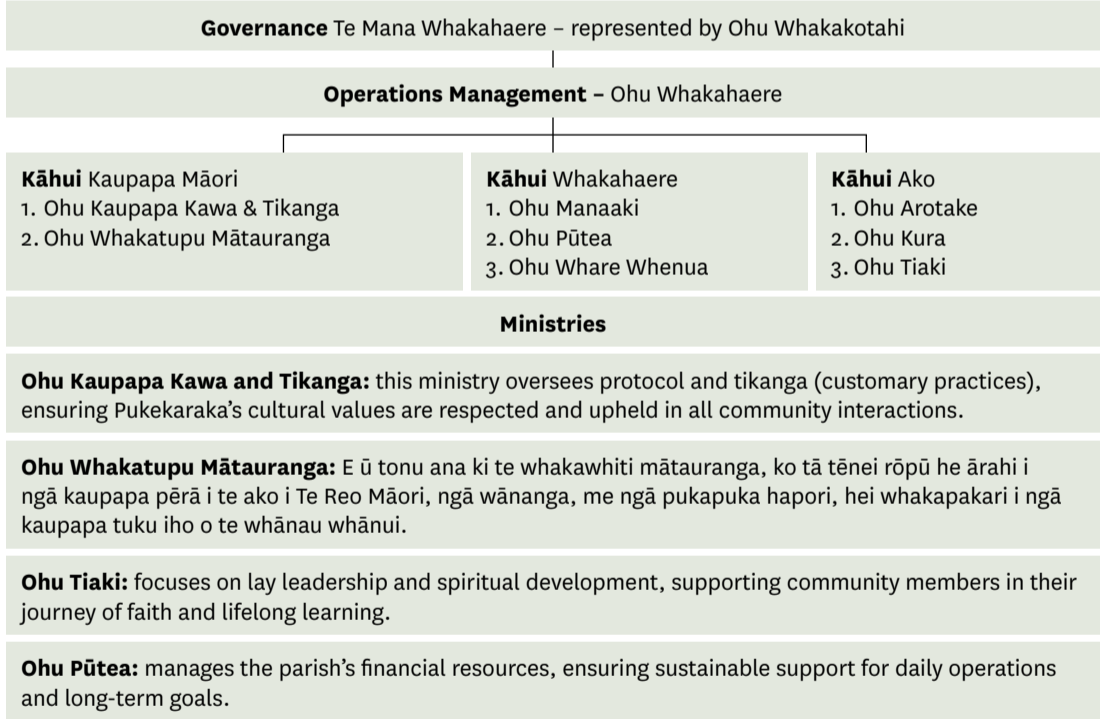 Governance Te Mana Whakahaere – represented by Ohu Whakakotahi
Operations Management – Ohu Whakahaere
Kāhui Kaupapa Māori
1. Ohu Kaupapa Kawa & Tikanga
2. Ohu Whakatupu Mātauranga
Kāhui Whakahaere
1. Ohu Manaaki
2. Ohu Pūtea
3. Ohu Whare Whenua
Kāhui Ako
1. Ohu Arotake
2. Ohu Kura
3. Ohu Tiaki
Ministries
Ohu Kaupapa Kawa and Tikanga: this ministry oversees protocol and tikanga (customary practices),
ensuring Pukekaraka’s cultural values are respected and upheld in all community interactions.
Ohu Whakatupu Mātauranga: E ū tonu ana ki te whakawhiti mātauranga, ko tā tēnei rōpū he ārahi i
ngā kaupapa pērā i te ako i Te Reo Māori, ngā wānanga, me ngā pukapuka hapori, hei whakapakari i ngā
kaupapa tuku iho o te whānau whānui.
Ohu Tiaki: focuses on lay leadership and spiritual development, supporting community members in their
journey of faith and lifelong learning.
Ohu Pūtea: manages the parish’s financial resources, ensuring sustainable support for daily operations
and long-term goals.